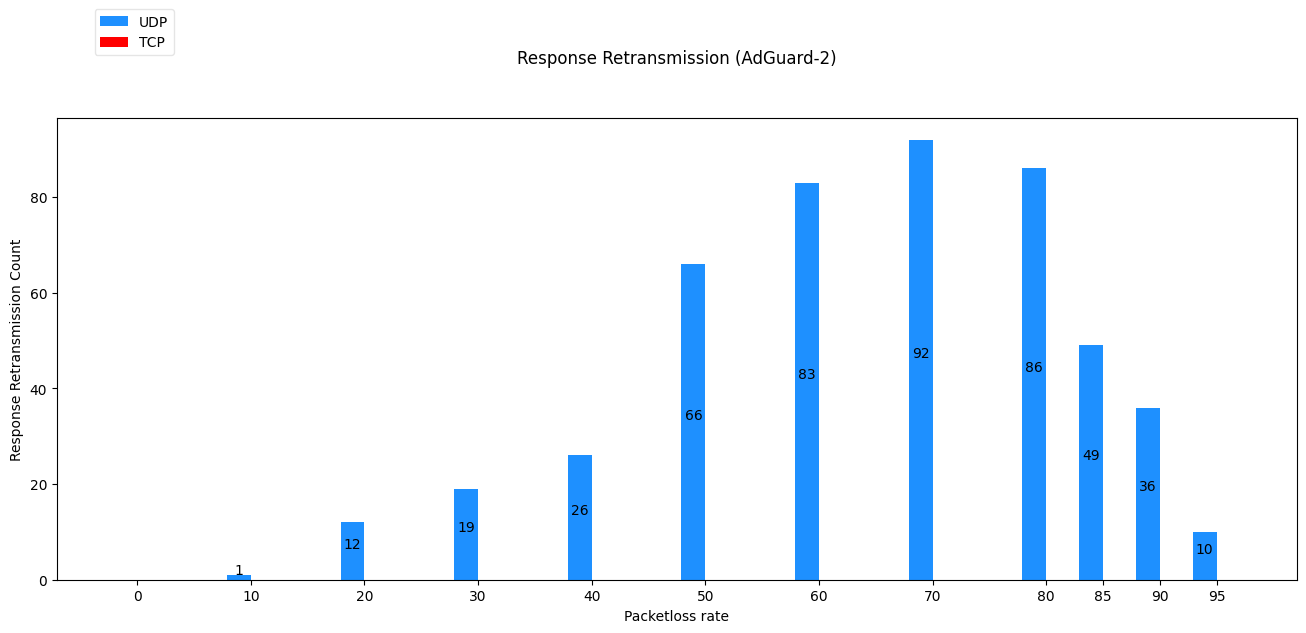 UDP
TCP
Response Retransmission (AdGuard-2)
Response Retransmission Count
80
60
40
20
0
1
12
19
26
66
83
92
86
49
36
10
0 10 20 30 40 50 60 70 80 85 90 95
Packetloss rate